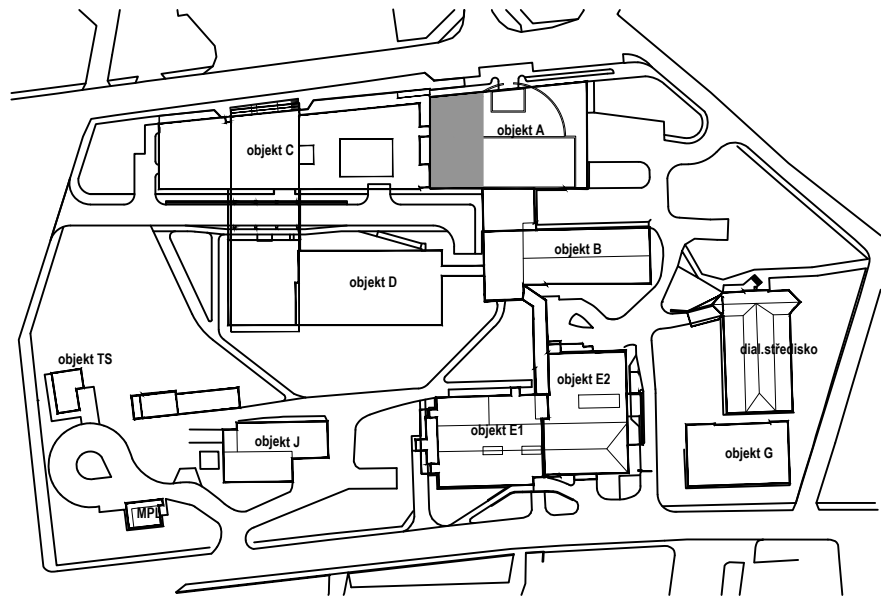 objekt A
objekt C
objekt B
objekt D
dial.středisko
objekt TS
objekt E2
objekt E1
objekt J
objekt G
MPL